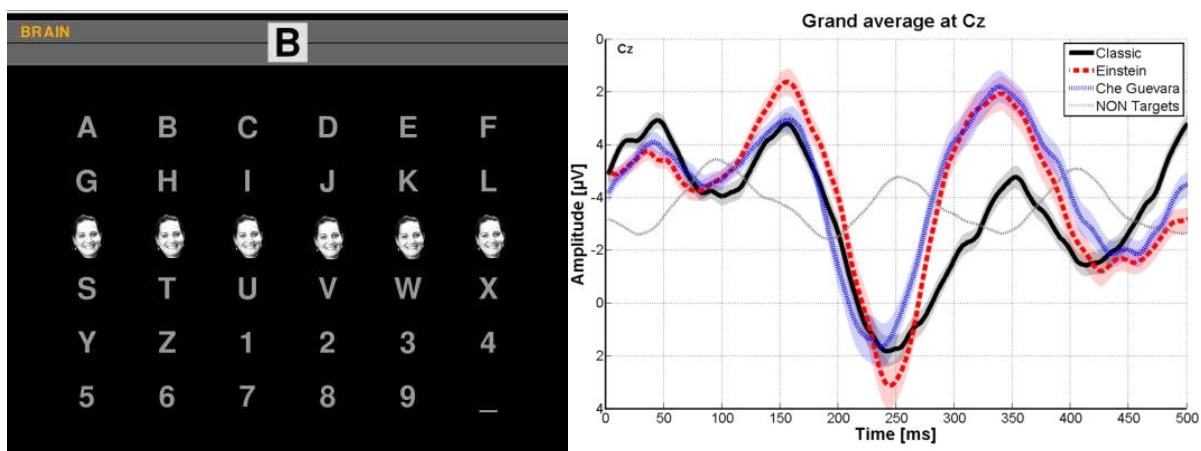 BRAIN
B
A B C D E F
G H I J K L
S T U V W X
Y Z 1 2 3 4
5 6 7 8 9 _
Grand average at Cz
Cz
Classic
Einstein
Che Guevara
NON Targets
Amplitude [µV]
0
2
4
-4
-2
0
2
4
0 50 100 150 200 250 300 350 400 450 500
Time [ms]